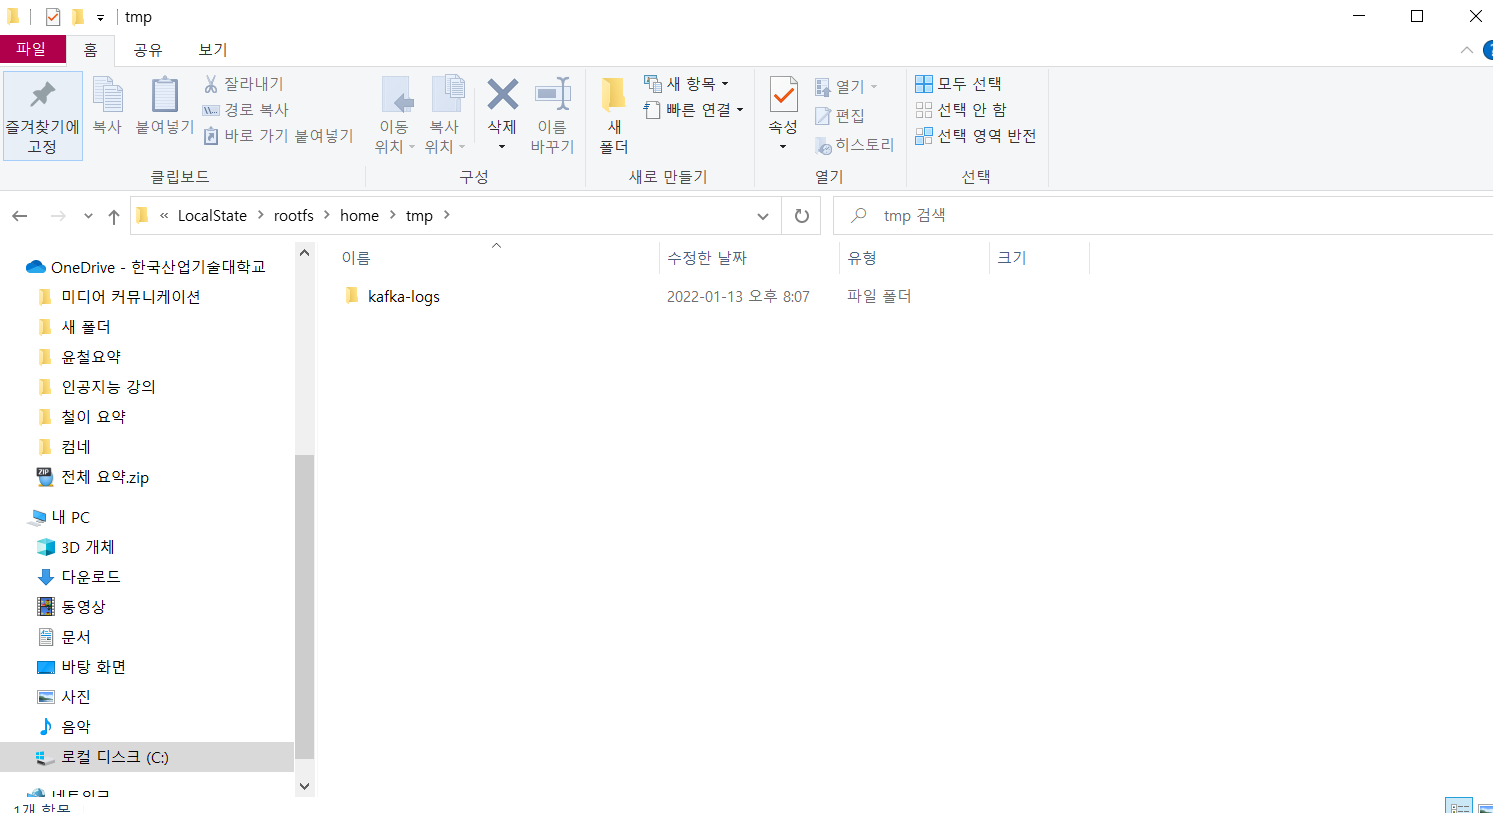 tmp
파일 홈 공유 보기
즐겨찾기에 고정
복사
붙여넣기
잘라내기
경로 복사
바로 가기 붙여넣기
클립보드
이동 위치
복사 위치
삭제
이름 바꾸기
구성
새 폴더
새 항목
빠른 연결
새로 만들기
속성
열기
편집
히스토리
열기
모두 선택
선택 안 함
선택 영역 반전
선택
« LocalState > rootfs > home > tmp >
tmp 검색
OneDrive - 한국산업기술대학교
미디어 커뮤니케이션
새 폴더
윤철요약
인공지능 강의
철이 요약
컴네
전체 요약.zip
내 PC
3D 개체
다운로드
동영상
문서
바탕 화면
사진
음악
로컬 디스크 (C:)
네트워크
이름 수정한 날짜 유형 크기
kafka-logs 2022-01-13 오후 8:07 파일 폴더
1개 항목